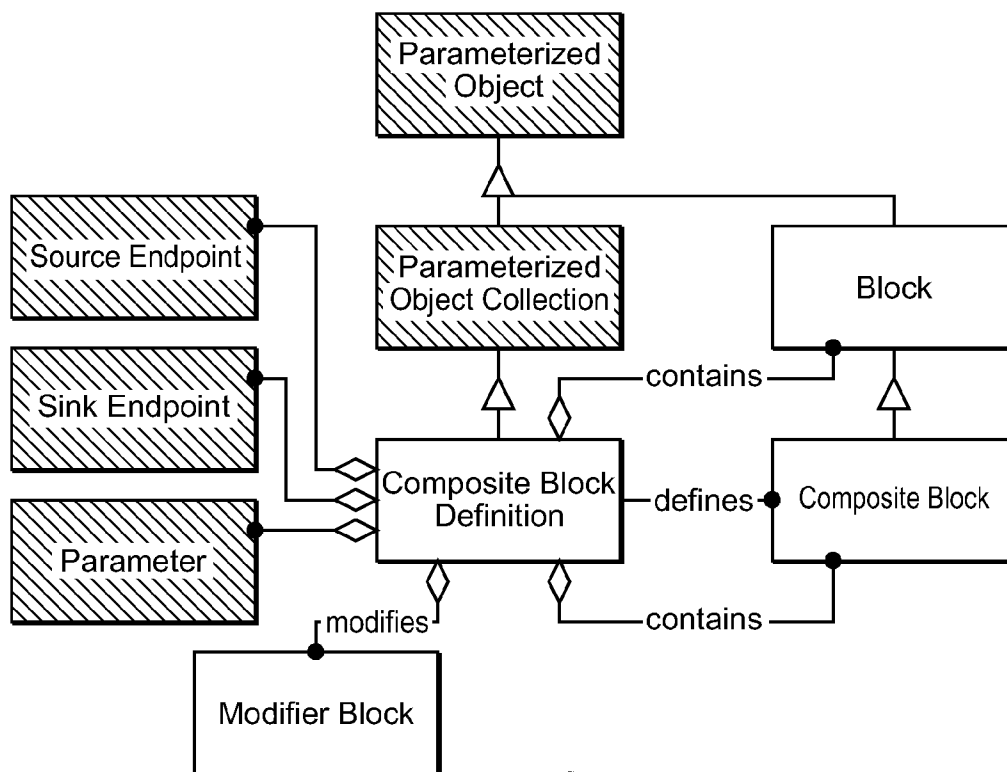 Parameterized
Object
Source Endpoint
Parameterized
Object Collection
Block
Sink Endpoint
contains
Composite Block
Definition
defines
Composite Block
Parameter
modifies
contains
Modifier Block